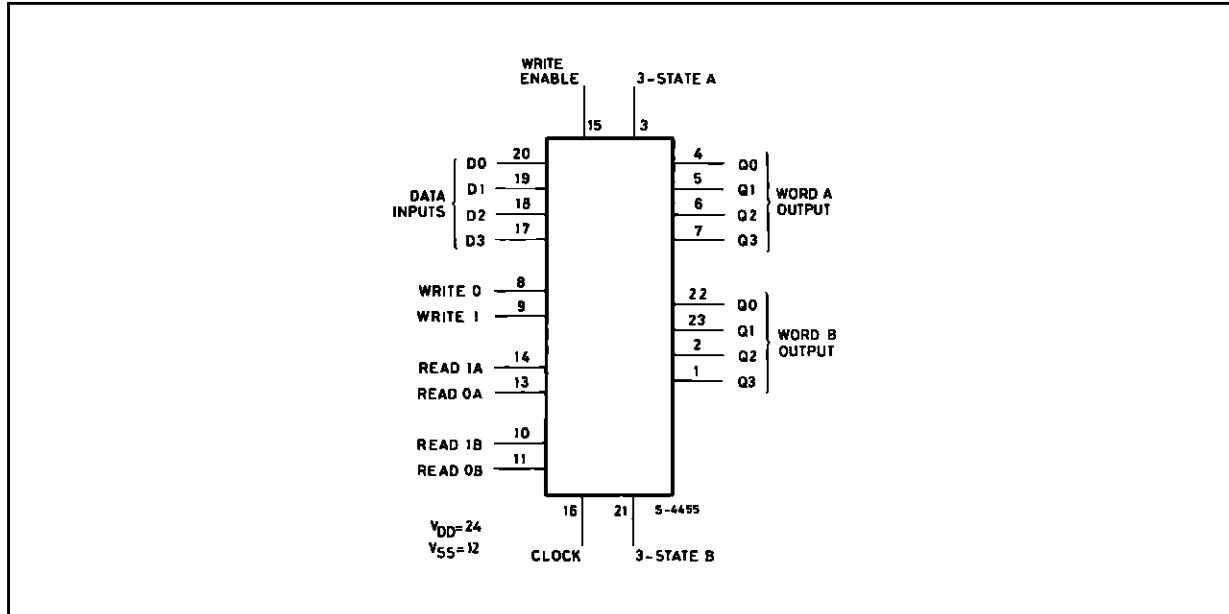 WRITE
ENABLE
3-STATE A
15
3
DATA
INPUTS
D0 20
D1 19
D2 18
D3 17
4 Q0
5 Q1
6 Q2
7 Q3
WORD A
OUTPUT
WRITE 0 8
WRITE 1 9
22 Q0
23 Q1
2 Q2
1 Q3
WORD B
OUTPUT
READ 1A 14
READ 0A 13
READ 1B 10
READ 0B 11
16
21
S-4455
VDD=24
VSS=12
CLOCK
3-STATE B